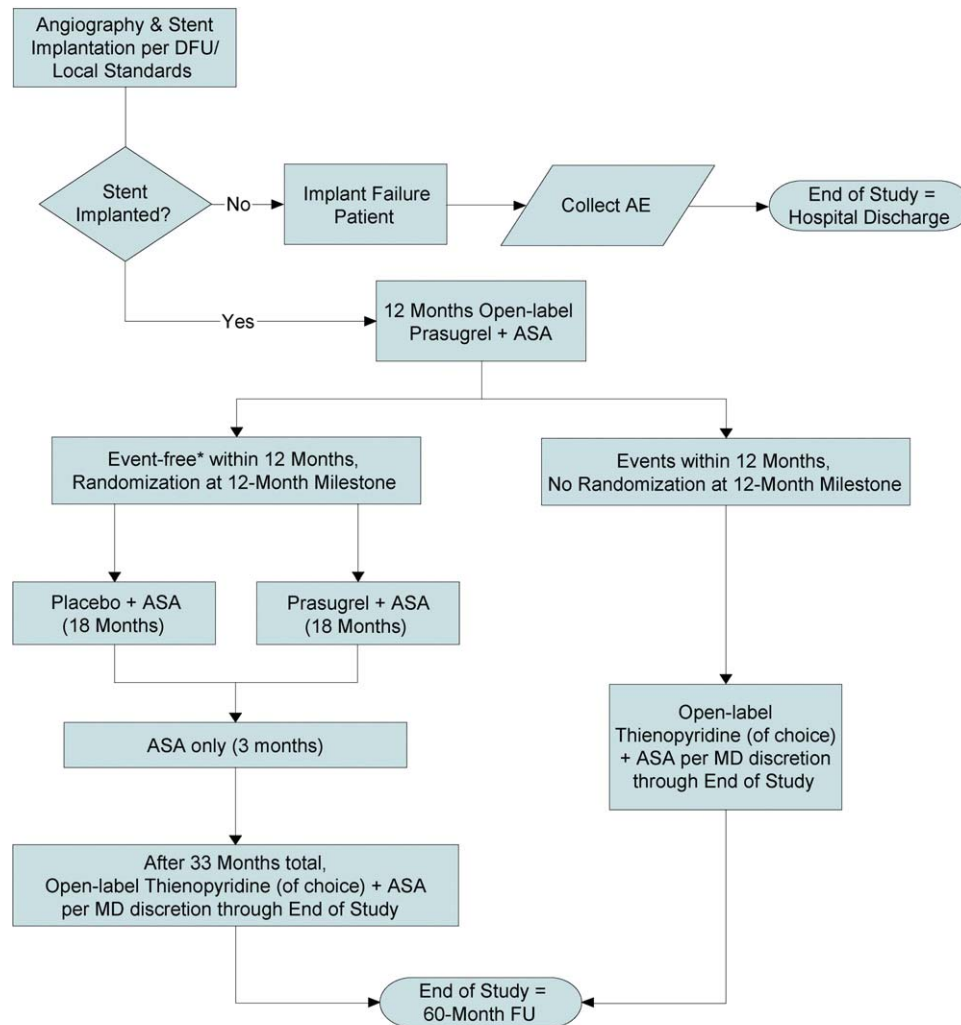 Angiography & Stent
Implantation per DFU/
Local Standards
Stent
Implanted?
No
Implant Failure
Patient
Collect AE
End of Study =
Hospital Discharge
Yes
12 Months Open-label
Prasugrel + ASA
Event-free* within 12 Months,
Randomization at 12-Month Milestone
Events within 12 Months,
No Randomization at 12-Month Milestone
Placebo + ASA
(18 Months)
Prasugrel + ASA
(18 Months)
ASA only (3 months)
Open-label
Thienopyridine (of choice)
+ ASA per MD discretion
through End of Study
After 33 Months total,
Open-label Thienopyridine (of choice) + ASA
per MD discretion through End of Study
End of Study =
60-Month FU